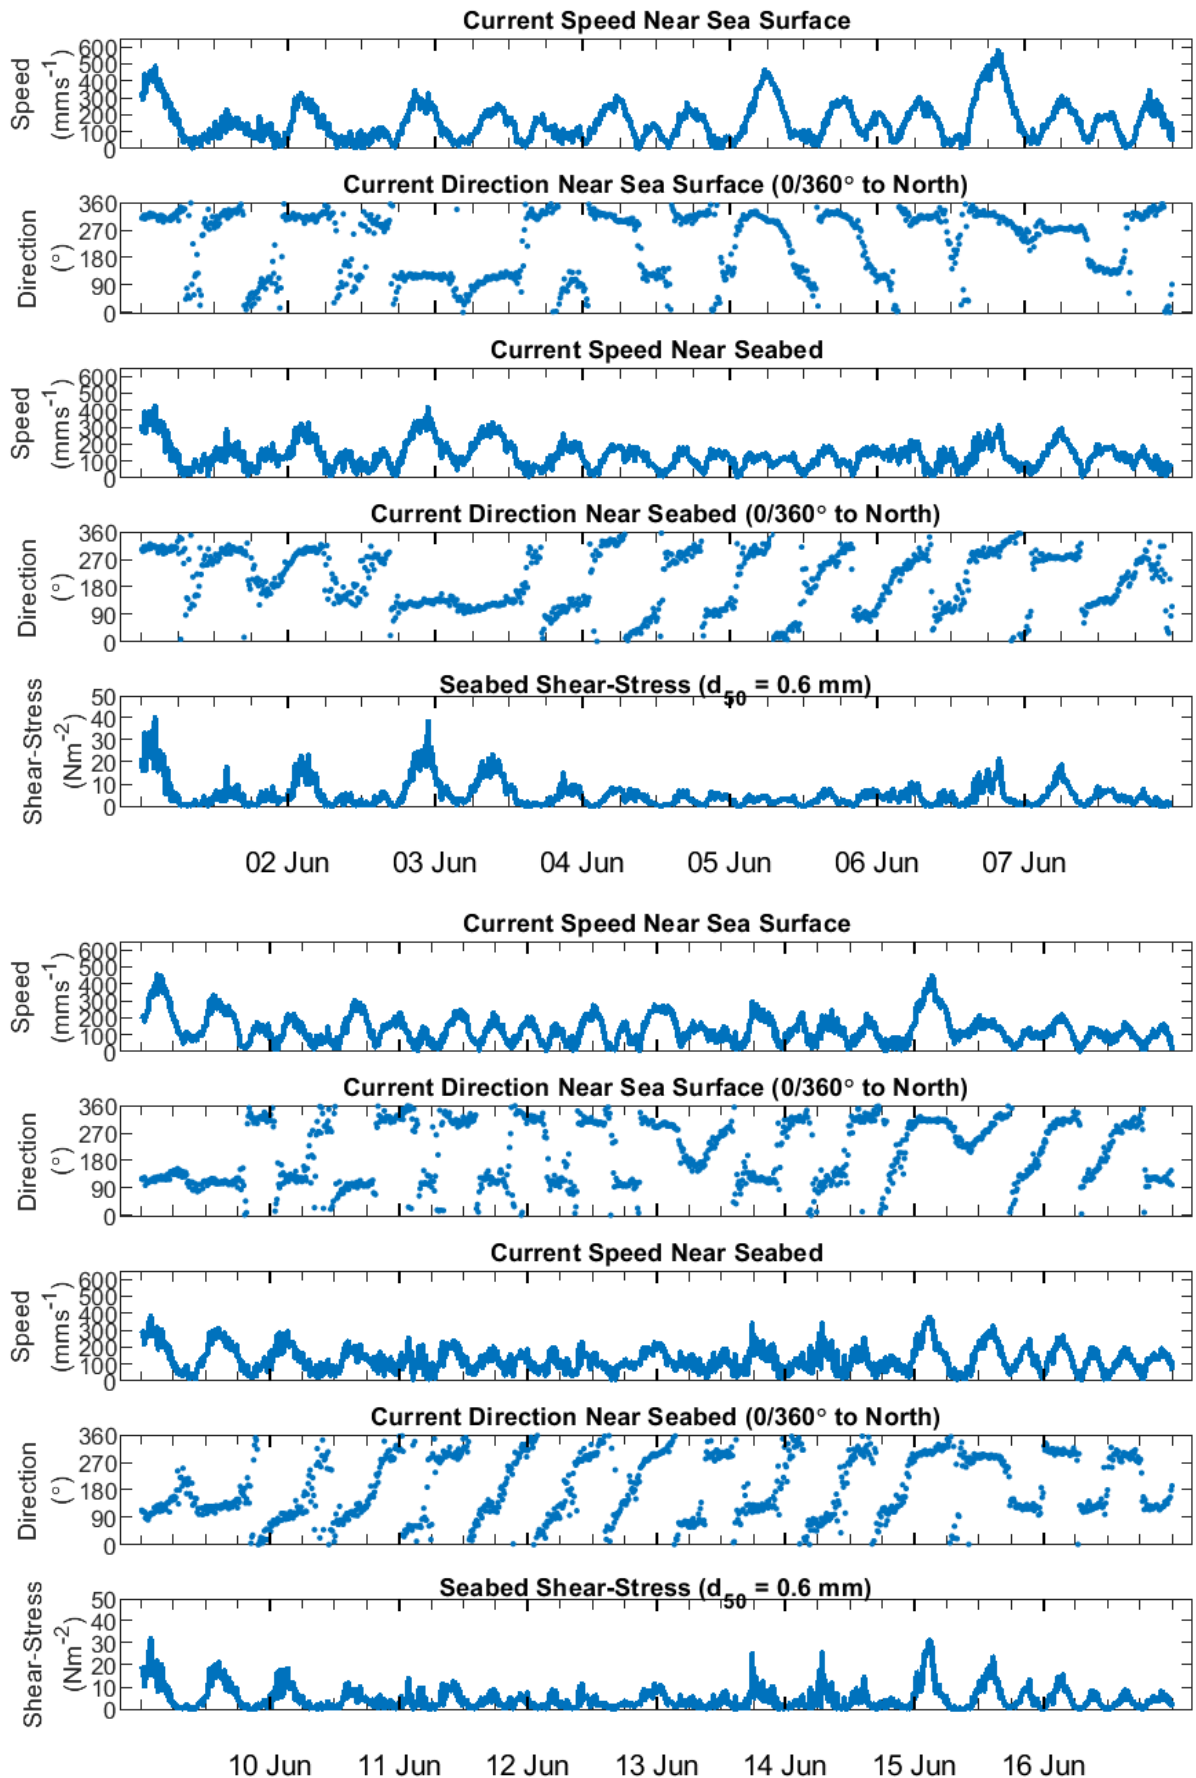 Current Speed Near Sea Surface
Speed
(mms⁻¹)
600
500
400
300
200
100
0
Current Direction Near Sea Surface (0/360° to North)
Direction
(°)
360
270
180
90
0
Current Speed Near Seabed
Speed
(mms⁻¹)
600
500
400
300
200
100
0
Current Direction Near Seabed (0/360° to North)
Direction
(°)
360
270
180
90
0
Seabed Shear-Stress (d₅₀ = 0.6 mm)
Shear-Stress
(Nm⁻²)
50
40
30
20
10
0
02 Jun 03 Jun 04 Jun 05 Jun 06 Jun 07 Jun
Current Speed Near Sea Surface
Speed
(mms⁻¹)
600
500
400
300
200
100
0
Current Direction Near Sea Surface (0/360° to North)
Direction
(°)
360
270
180
90
0
Current Speed Near Seabed
Speed
(mms⁻¹)
600
500
400
300
200
100
0
Current Direction Near Seabed (0/360° to North)
Direction
(°)
360
270
180
90
0
Seabed Shear-Stress (d₅₀ = 0.6 mm)
Shear-Stress
(Nm⁻²)
50
40
30
20
10
0
10 Jun 11 Jun 12 Jun 13 Jun 14 Jun 15 Jun 16 Jun